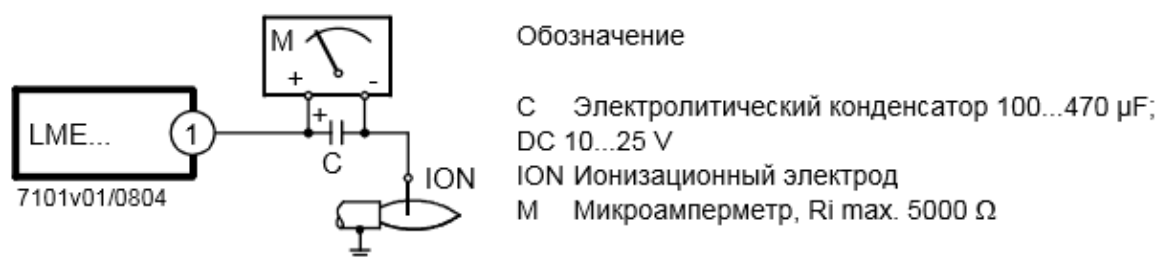 M
+ -
LME... 1
+
C
ION
7101v01/0804
Обозначение
C Электролитический конденсатор 100...470 µF;
DC 10...25 V
ION Ионизационный электрод
M Микроамперметр, Ri max. 5000 Ω